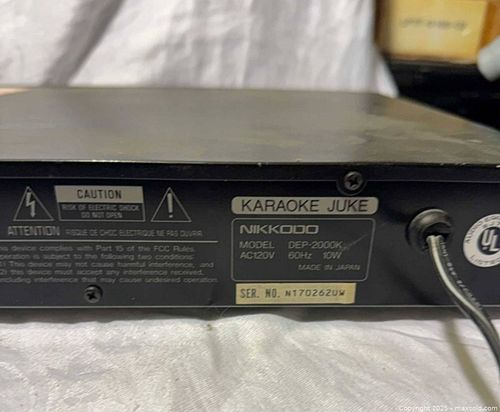 CAUTION
RISK OF ELECTRIC SHOCK
DO NOT OPEN
ATTENTION RISQUE DE CHOC ELECTRIQUE NE PAS OUVRIR
his device complies with Part 15 of the FCC Rules.
operation is subject to the following two conditions:
1) This device may not cause harmful interference, and
2) this device must accept any interference received,
including interference that may cause undesired operation.
KARAOKE JUKE
NIKKODO
MODEL DEP-2000K
AC120V 60Hz 10W
MADE IN JAPAN
SER. NO. N170262UW
UL
Copyright 2025 - maxsold.com